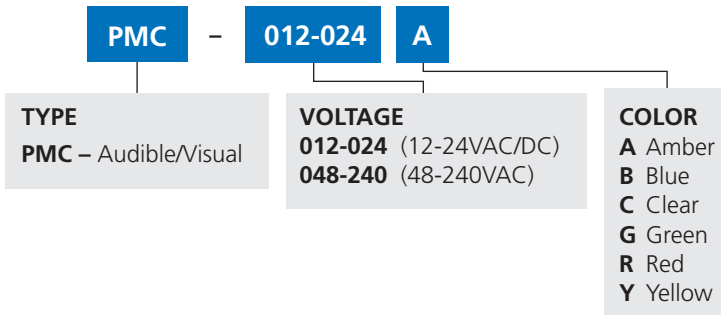 PMC – 012-024 A
TYPE
PMC – Audible/Visual
VOLTAGE
012-024 (12-24VAC/DC)
048-240 (48-240VAC)
COLOR
A Amber
B Blue
C Clear
G Green
R Red
Y Yellow